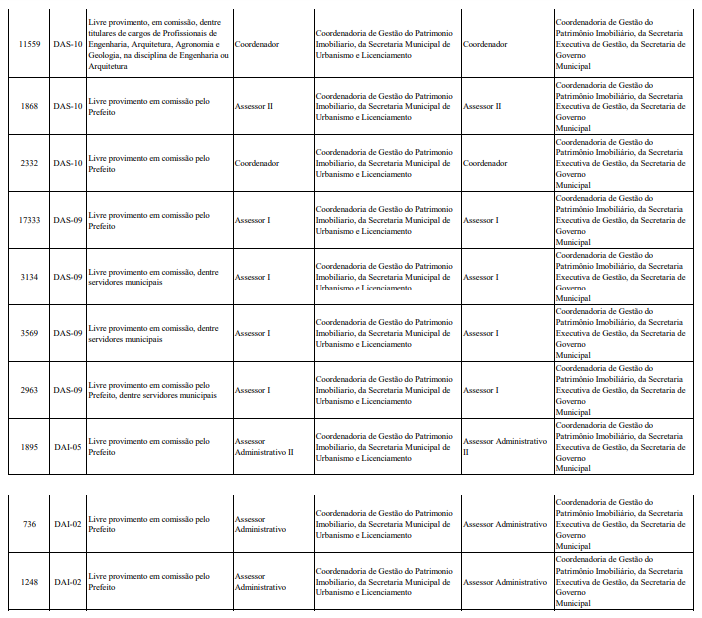 11559 DAS-10 Livre provimento, em comissão, dentre titulares de cargos de Profissionais de Engenharia, Arquitetura, Agronomia e Geologia, na disciplina de Engenharia ou Arquitetura Coordenador Coordenadoria de Gestão do Patrimonio Imobiliario, da Secretaria Municipal de Urbanismo e Licenciamento Coordenador Coordenadoria de Gestão do Patrimônio Imobiliário, da Secretaria Executiva de Gestão, da Secretaria de Governo Municipal
1868 DAS-10 Livre provimento em comissão pelo Prefeito Assessor II Coordenadoria de Gestão do Patrimonio Imobiliario, da Secretaria Municipal de Urbanismo e Licenciamento Assessor II Coordenadoria de Gestão do Patrimônio Imobiliário, da Secretaria Executiva de Gestão, da Secretaria de Governo Municipal
2332 DAS-10 Livre provimento em comissão pelo Prefeito Coordenador Coordenadoria de Gestão do Patrimonio Imobiliario, da Secretaria Municipal de Urbanismo e Licenciamento Coordenador Coordenadoria de Gestão do Patrimônio Imobiliário, da Secretaria Executiva de Gestão, da Secretaria de Governo Municipal
17333 DAS-09 Livre provimento em comissão pelo Prefeito Assessor I Coordenadoria de Gestão do Patrimonio Imobiliario, da Secretaria Municipal de Urbanismo e Licenciamento Assessor I Coordenadoria de Gestão do Patrimônio Imobiliário, da Secretaria Executiva de Gestão, da Secretaria de Governo Municipal
3134 DAS-09 Livre provimento em comissão, dentre servidores municipais Assessor I Coordenadoria de Gestão do Patrimonio Imobiliario, da Secretaria Municipal de Urbanismo e Licenciamento Assessor I Coordenadoria de Gestão do Patrimônio Imobiliário, da Secretaria Executiva de Gestão, da Secretaria de Governo Municipal
3569 DAS-09 Livre provimento em comissão, dentre servidores municipais Assessor I Coordenadoria de Gestão do Patrimonio Imobiliario, da Secretaria Municipal de Urbanismo e Licenciamento Assessor I Coordenadoria de Gestão do Patrimônio Imobiliário, da Secretaria Executiva de Gestão, da Secretaria de Governo Municipal
2963 DAS-09 Livre provimento em comissão pelo Prefeito, dentre servidores municipais Assessor I Coordenadoria de Gestão do Patrimonio Imobiliario, da Secretaria Municipal de Urbanismo e Licenciamento Assessor I Coordenadoria de Gestão do Patrimônio Imobiliário, da Secretaria Executiva de Gestão, da Secretaria de Governo Municipal
1895 DAI-05 Livre provimento em comissão pelo Prefeito Assessor Administrativo II Coordenadoria de Gestão do Patrimonio Imobiliario, da Secretaria Municipal de Urbanismo e Licenciamento Assessor Administrativo II Coordenadoria de Gestão do Patrimônio Imobiliário, da Secretaria Executiva de Gestão, da Secretaria de Governo Municipal
736 DAI-02 Livre provimento em comissão pelo Prefeito Assessor Administrativo Coordenadoria de Gestão do Patrimonio Imobiliario, da Secretaria Municipal de Urbanismo e Licenciamento Assessor Administrativo Coordenadoria de Gestão do Patrimônio Imobiliário, da Secretaria Executiva de Gestão, da Secretaria de Governo Municipal
1248 DAI-02 Livre provimento em comissão pelo Prefeito Assessor Administrativo Coordenadoria de Gestão do Patrimonio Imobiliario, da Secretaria Municipal de Urbanismo e Licenciamento Assessor Administrativo Coordenadoria de Gestão do Patrimônio Imobiliário, da Secretaria Executiva de Gestão, da Secretaria de Governo Municipal